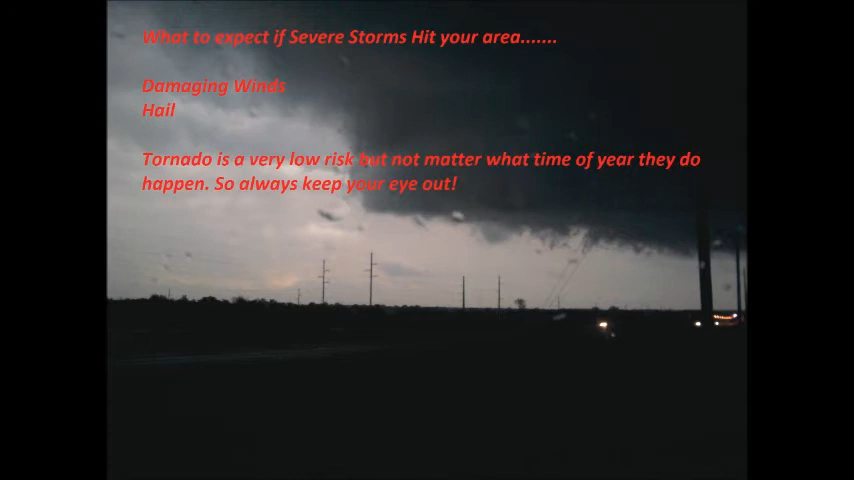 What to expect if Severe Storms Hit your area.......
Damaging Winds
Hail
Tornado is a very low risk but not matter what time of year they do
happen. So always keep your eye out!